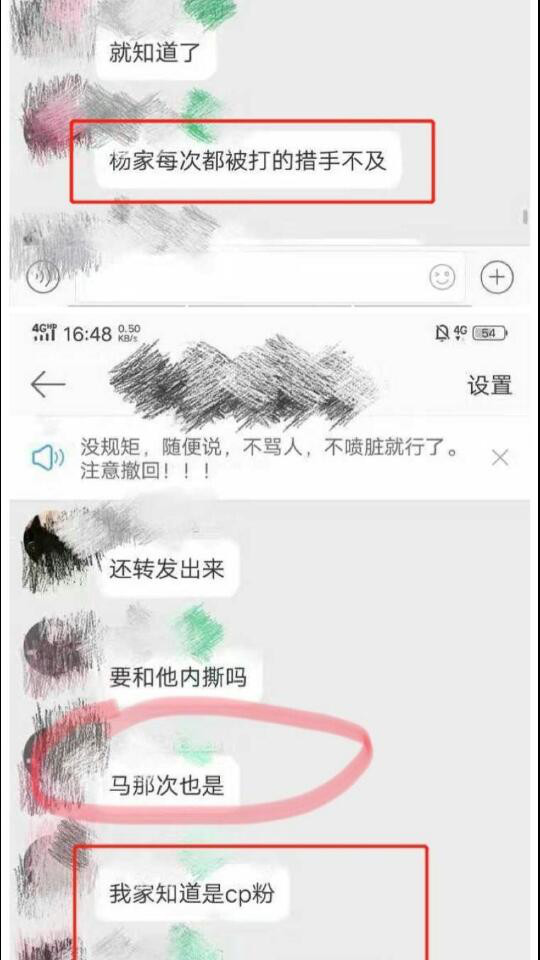 就知道了
杨家每次都被打的措手不及
4GHD 16:48 0.50 KB/s 4G 54
设置
没规矩，随便说，不骂人，不喷脏就行了。
注意撤回！！！
还转发出来
要和他内撕吗
马那次也是
我家知道是cp粉